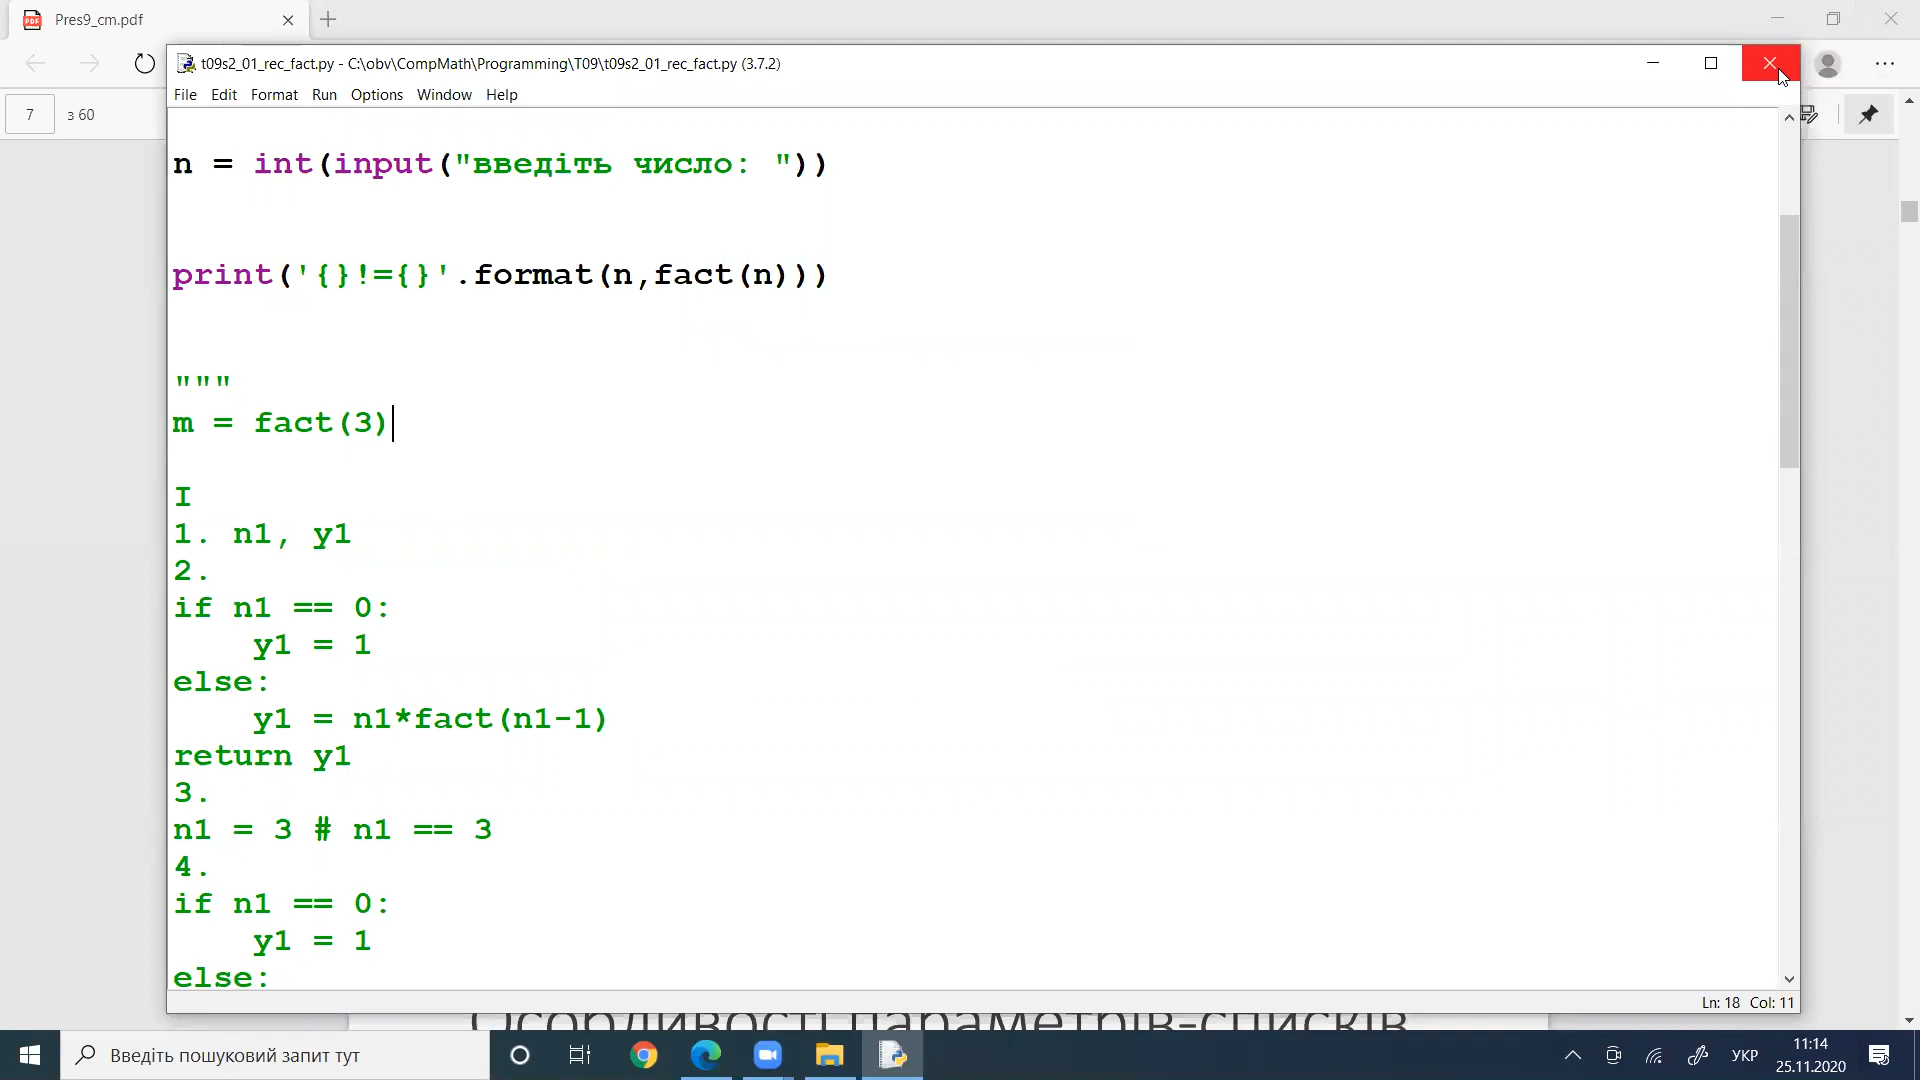 Pres9_cm.pdf
t09s2_01_rec_fact.py - C:\obv\CompMath\Programming\T09\t09s2_01_rec_fact.py (3.7.2)
File Edit Format Run Options Window Help
7 з 60
n = int(input("введіть число: "))
print('{}!={}'.format(n,fact(n)))
"""
m = fact(3)
I
1. n1, y1
2.
if n1 == 0:
    y1 = 1
else:
    y1 = n1*fact(n1-1)
return y1
3.
n1 = 3 # n1 == 3
4.
if n1 == 0:
    y1 = 1
else:
Ln: 18 Col: 11
параметрів-списків
Введіть пошуковий запит тут
УКР
11:14
25.11.2020